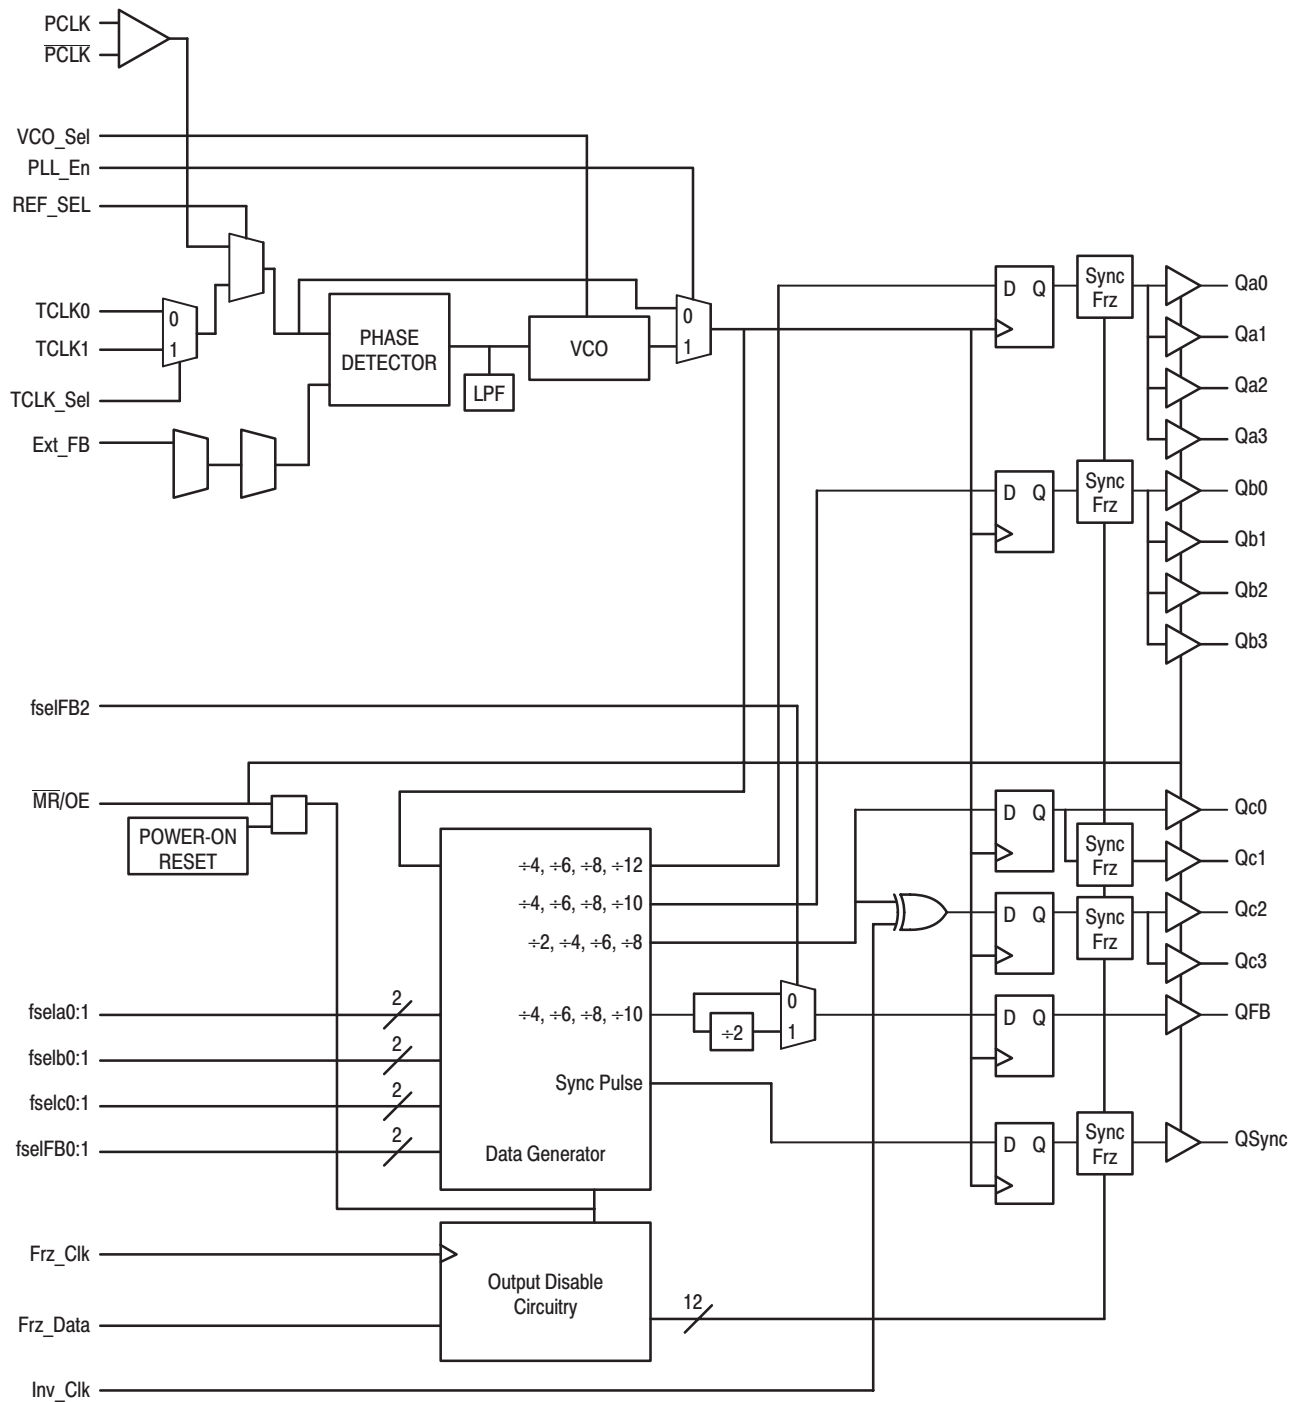 PCLK
PCLK
VCO_Sel
PLL_En
REF_SEL
TCLK0
TCLK1
TCLK_Sel
Ext_FB
0
1
PHASE
DETECTOR
LPF
VCO
0
1
D Q
Sync
Frz
Qa0
Qa1
Qa2
Qa3
D Q
Sync
Frz
Qb0
Qb1
Qb2
Qb3
fselFB2
MR/OE
POWER-ON
RESET
÷4, ÷6, ÷8, ÷12
÷4, ÷6, ÷8, ÷10
÷2, ÷4, ÷6, ÷8
÷4, ÷6, ÷8, ÷10
Sync Pulse
Data Generator
0
÷2
1
D Q
Sync
Frz
Qc0
Qc1
D Q
Sync
Frz
Qc2
Qc3
D Q
QFB
D Q
Sync
Frz
QSync
fsela0:1
2
fselb0:1
2
fselc0:1
2
fselFB0:1
2
Frz_Clk
Output Disable
Circuitry
12
Frz_Data
Inv_Clk